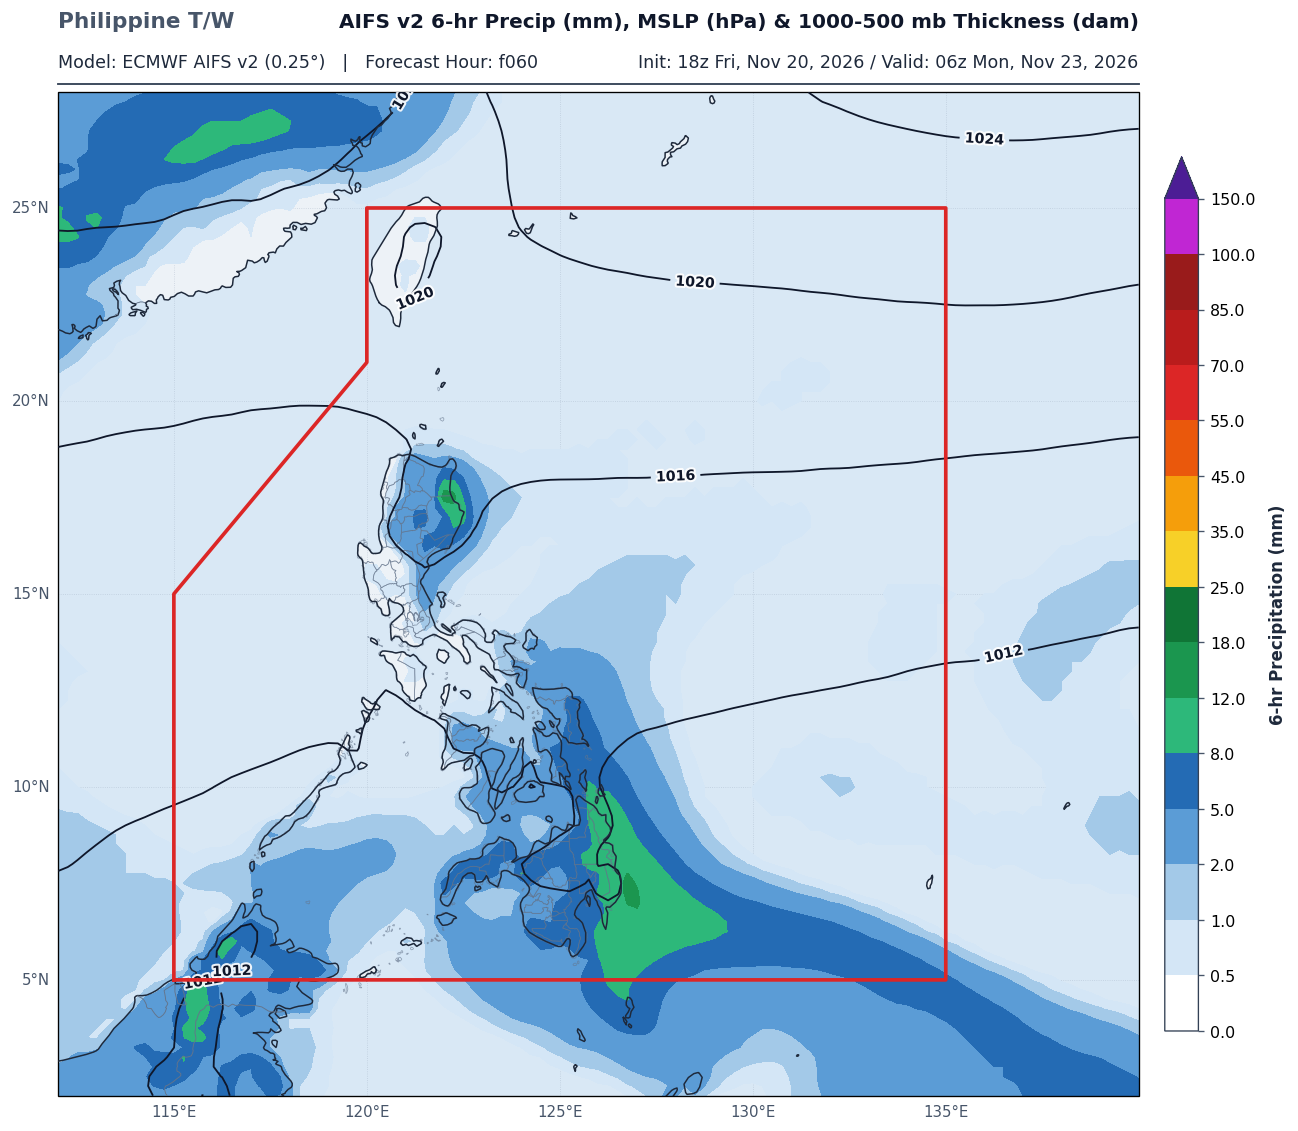 Philippine T/W
AIFS v2 6-hr Precip (mm), MSLP (hPa) & 1000-500 mb Thickness (dam)
Model: ECMWF AIFS v2 (0.25°) | Forecast Hour: f060
Init: 18z Fri, Nov 20, 2026 / Valid: 06z Mon, Nov 23, 2026
1024
1020
1020
1016
1012
1012
25°N
20°N
15°N
10°N
5°N
115°E
120°E
125°E
130°E
135°E
150.0
100.0
85.0
70.0
55.0
45.0
35.0
25.0
18.0
12.0
8.0
5.0
2.0
1.0
0.5
0.0
6-hr Precipitation (mm)